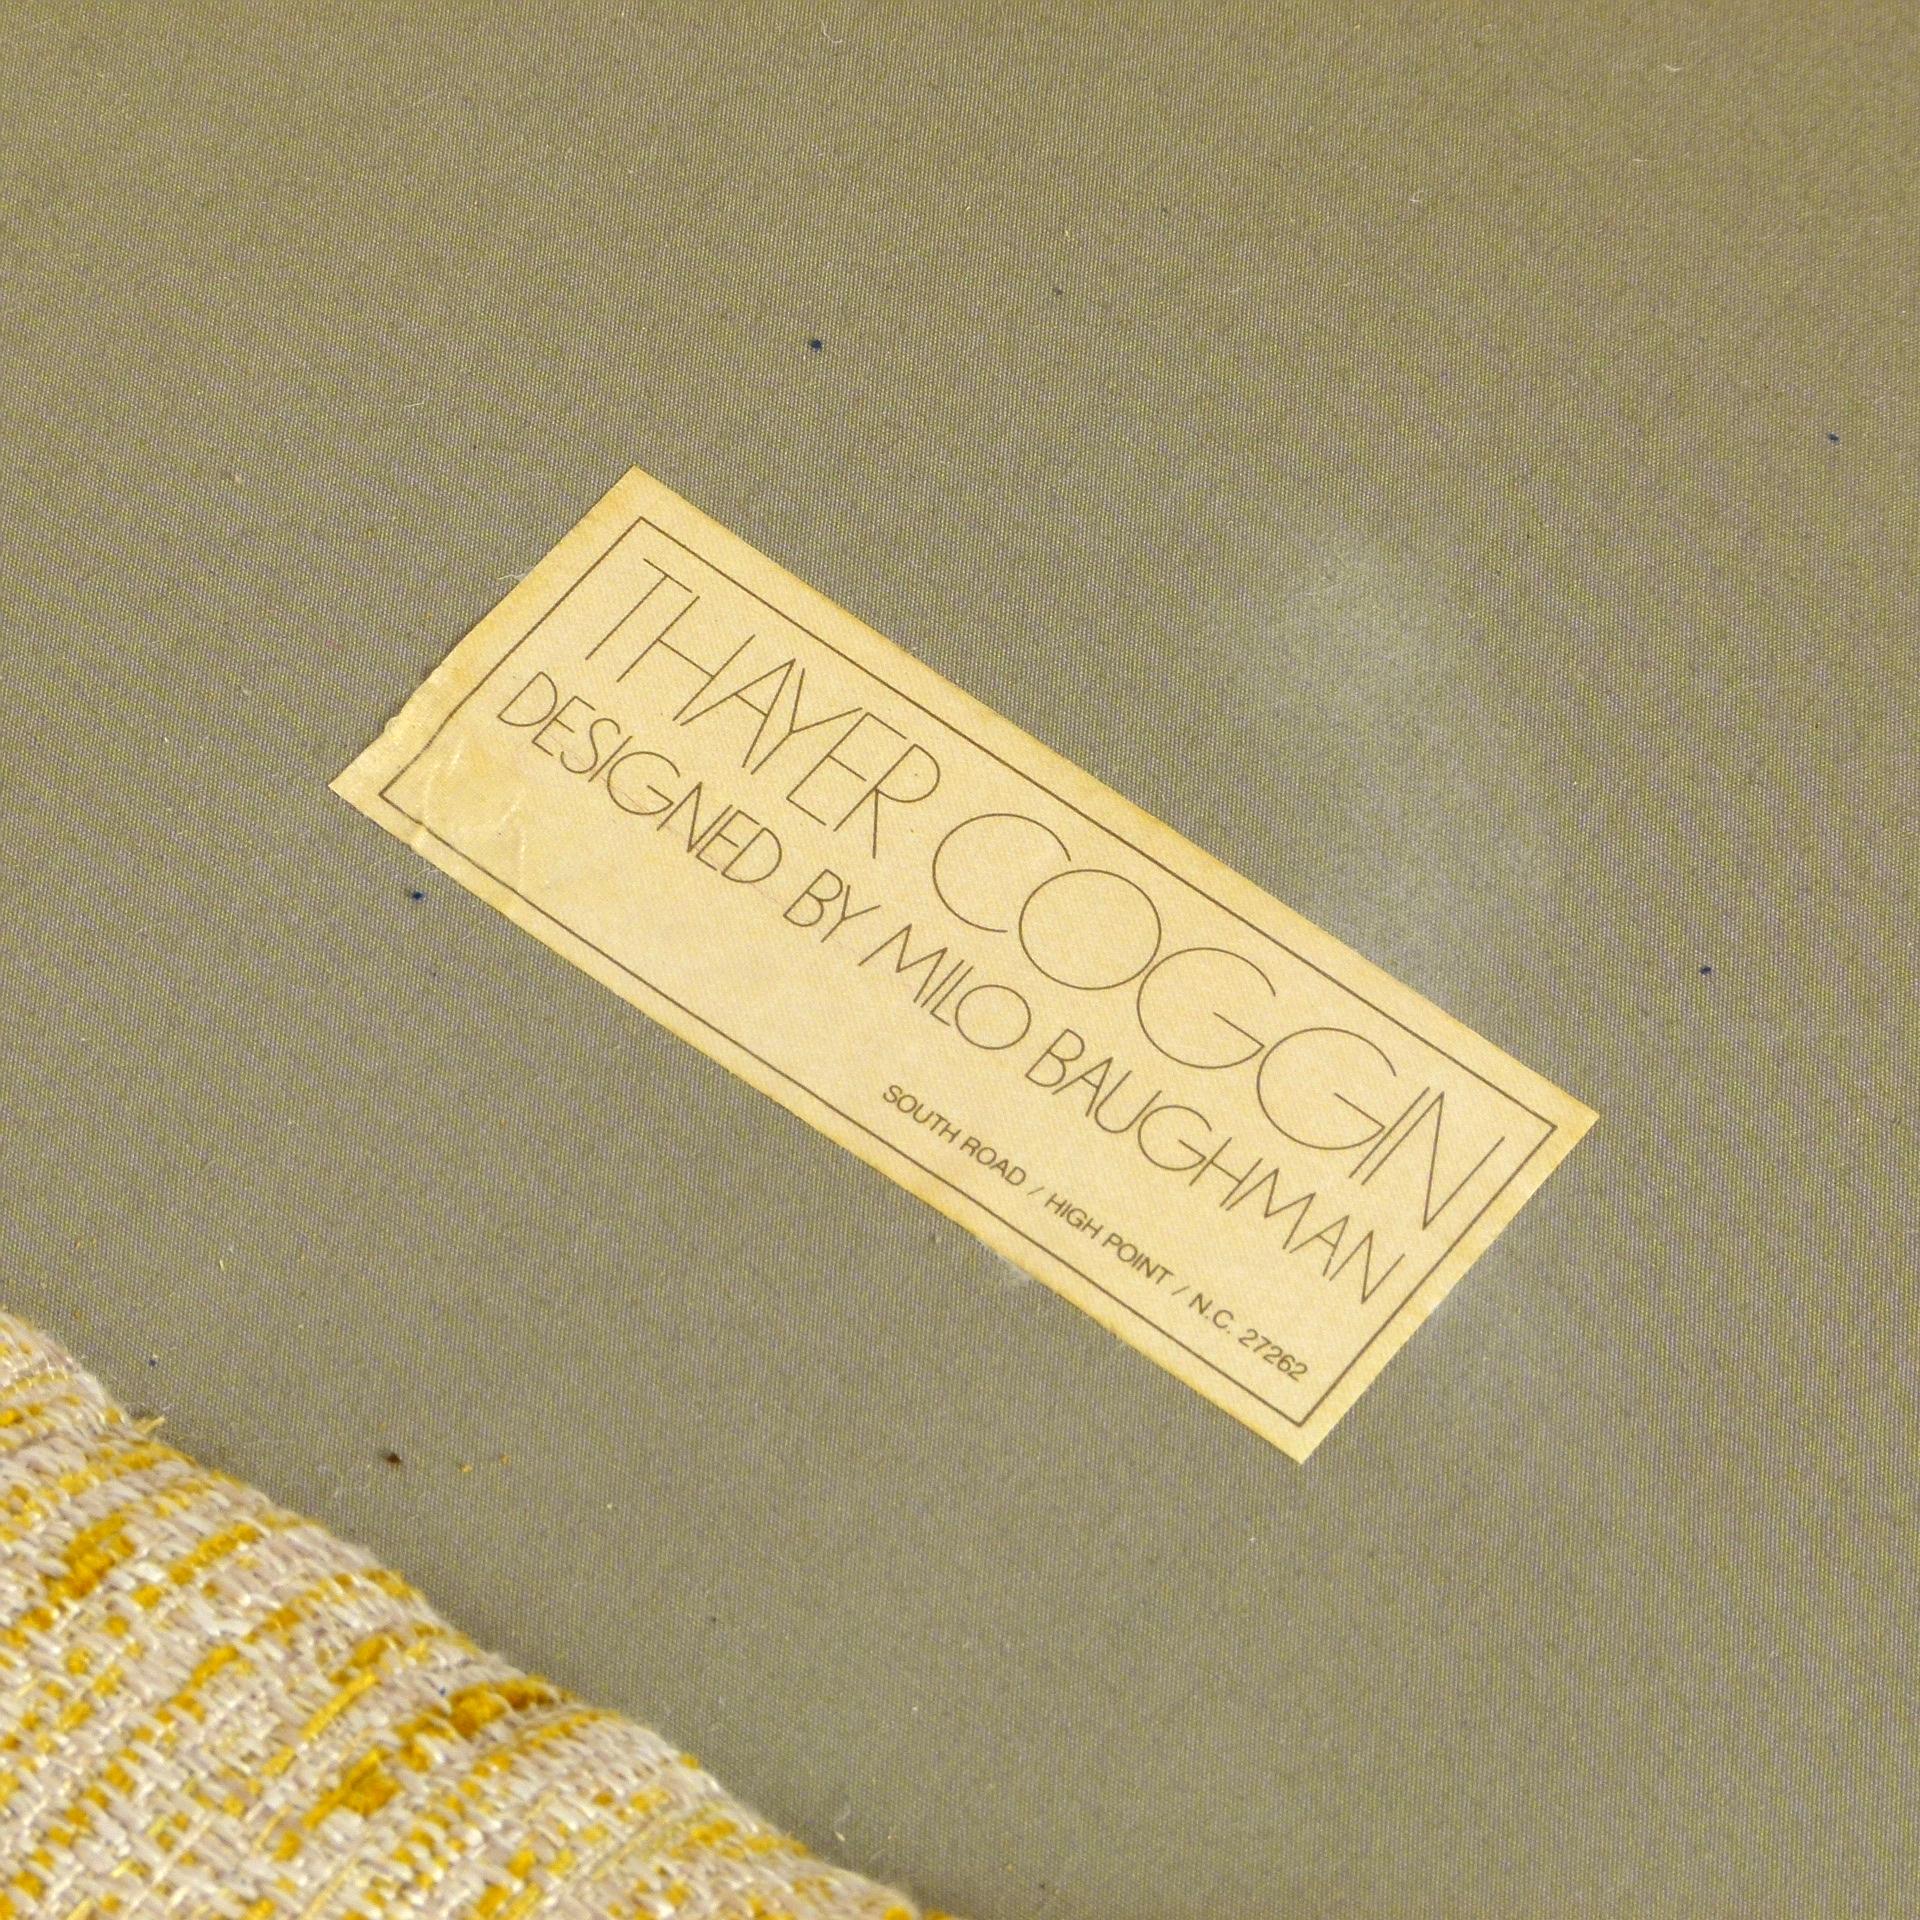 THAYER COGGIN
DESIGNED BY MILO BAUGHMAN
SOUTH ROAD / HIGH POINT / N.C. 27262